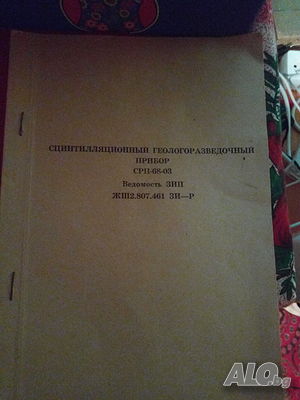 СЦИНТИЛЛЯЦИОННЫЙ ГЕОЛОГОРАЗВЕДОЧНЫЙ
ПРИБОР
СРП-68-03
Ведомость ЗИП
ЖШ2.807.461 ЗИ—Р
ALO.bg